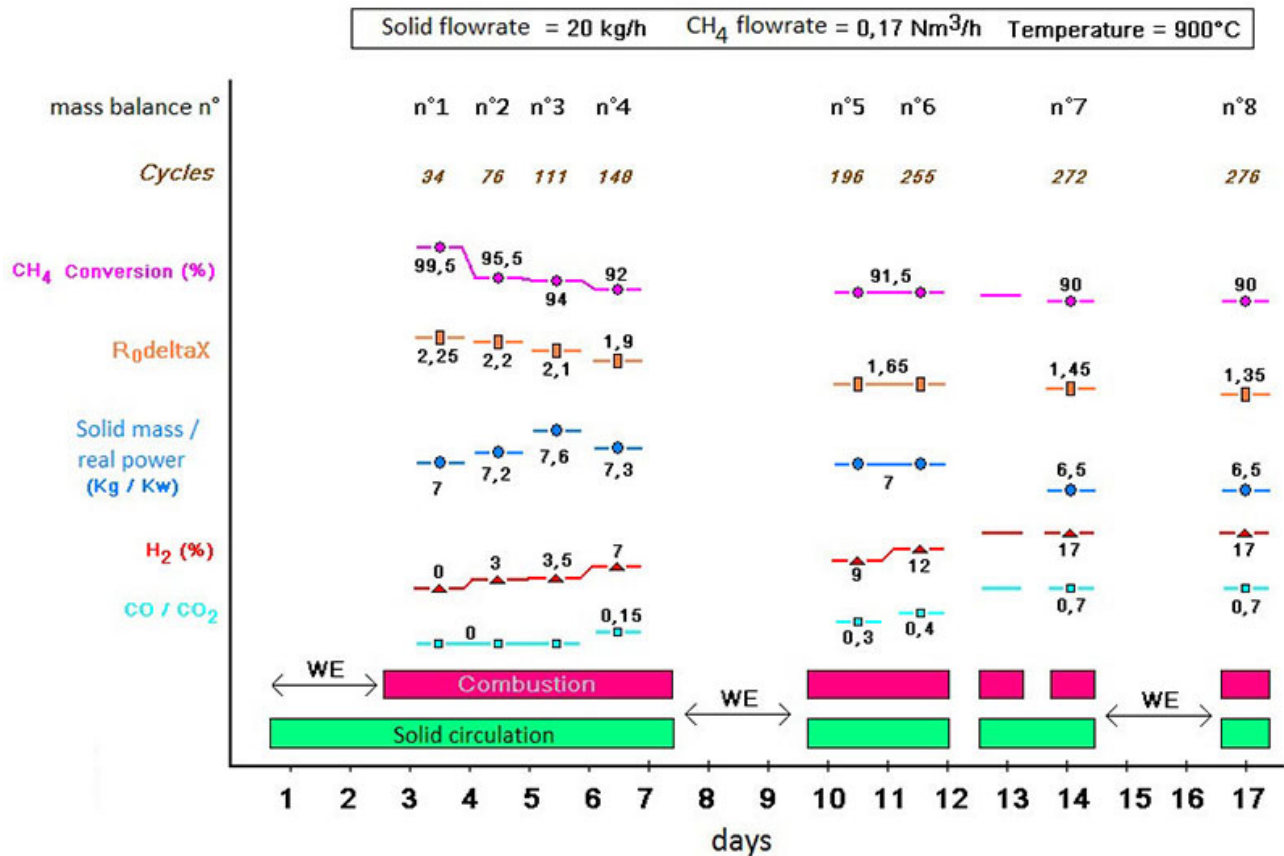 Solid flowrate = 20 kg/h CH₄ flowrate = 0,17 Nm³/h Temperature = 900°C
mass balance n° n°1 n°2 n°3 n°4 n°5 n°6 n°7 n°8
Cycles 34 76 111 148 196 255 272 276
CH₄ Conversion (%) 99,5 95,5 94 92 91,5 90 90
R₀deltaX 2,25 2,2 2,1 1,9 1,65 1,45 1,35
Solid mass /
real power
(Kg / Kw) 7 7,2 7,6 7,3 7 6,5 6,5
H₂ (%) 0 3 3,5 7 9 12 17 17
CO / CO₂ 0 0,15 0,3 0,4 0,7 0,7
WE Combustion WE WE
Solid circulation
1 2 3 4 5 6 7 8 9 10 11 12 13 14 15 16 17
days